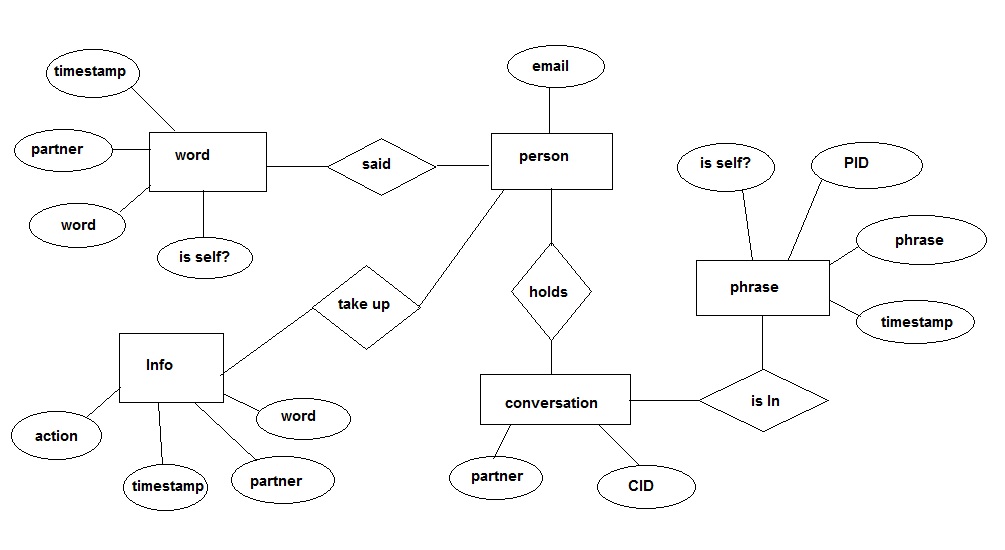 timestamp
email
partner
word
said
person
is self?
PID
word
is self?
phrase
take up
holds
phrase
timestamp
Info
word
conversation
is In
action
timestamp
partner
partner
CID